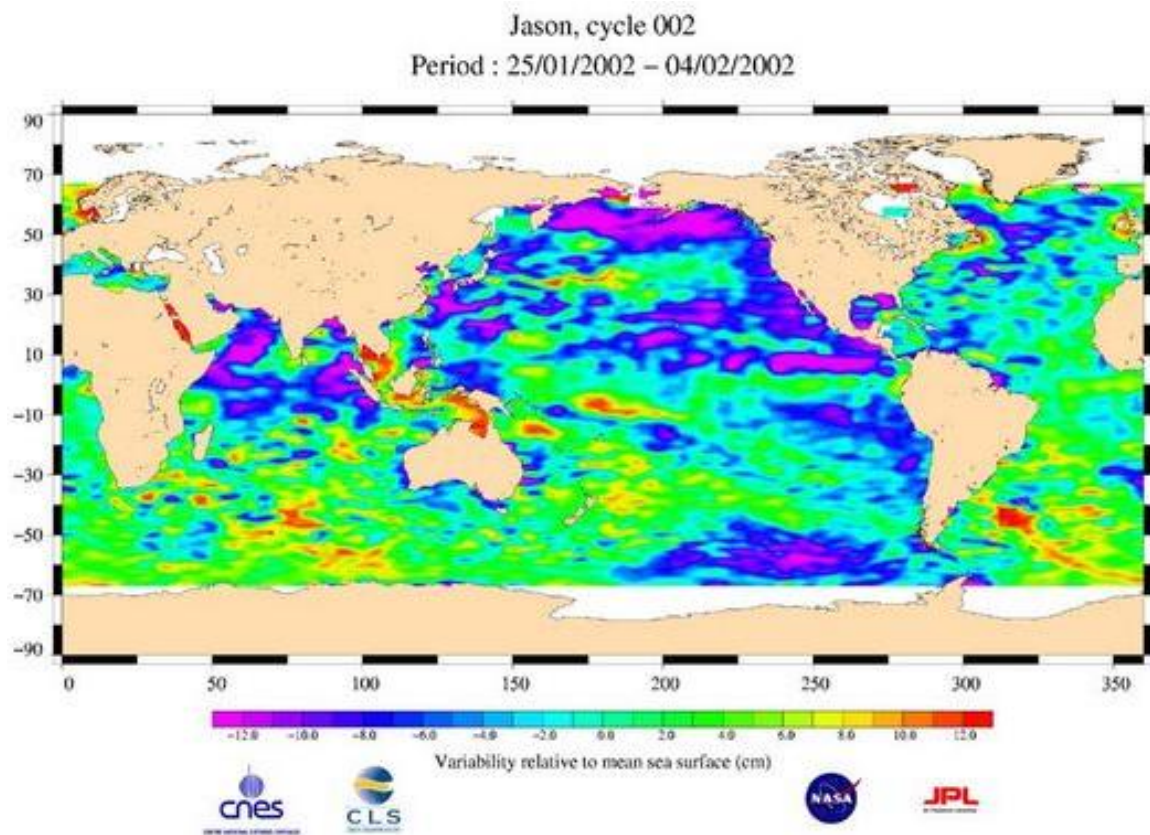 Jason, cycle 002
Period : 25/01/2002 – 04/02/2002
90
70
50
30
10
−10
−30
−50
−70
−90
0 50 100 150 200 250 300 350
−12.0 −10.0 −8.0 −6.0 −4.0 −2.0 0.0 2.0 4.0 6.0 8.0 10.0 12.0
Variability relative to mean sea surface (cm)
cnes
CLS
NASA
JPL